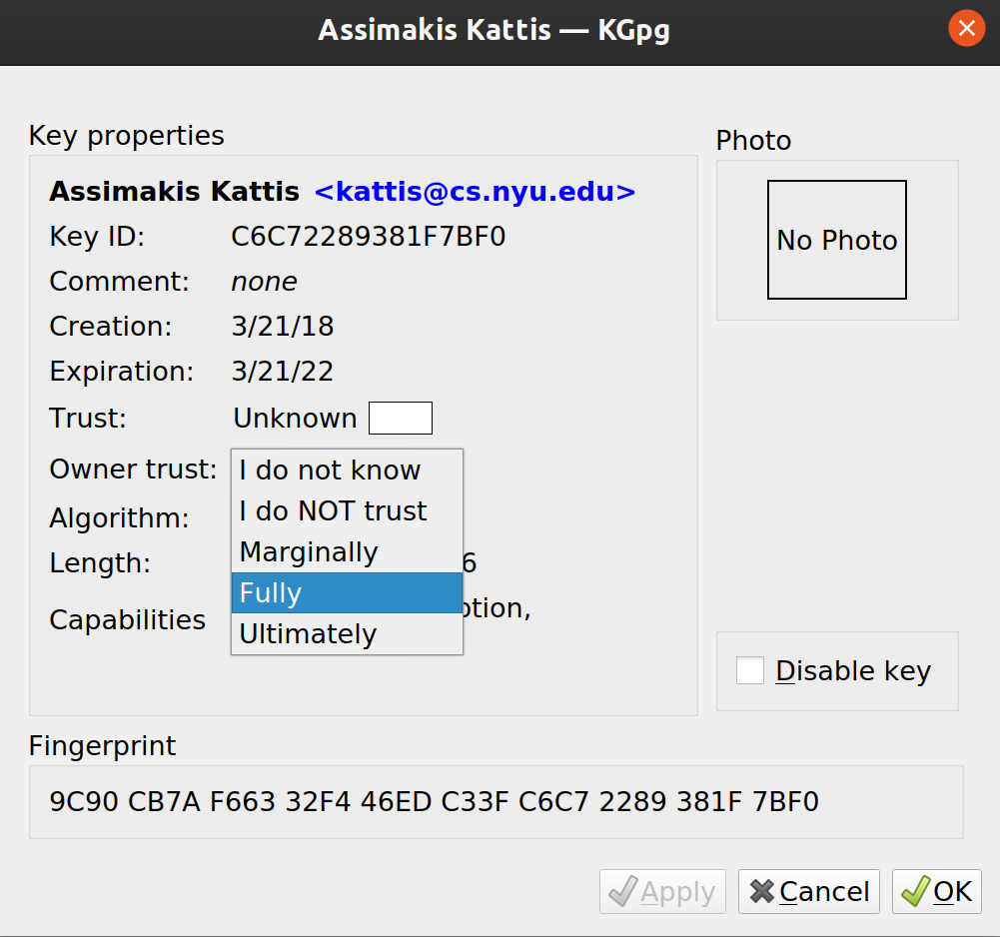 Assimakis Kattis — KGpg
Key properties
Assimakis Kattis <kattis@cs.nyu.edu>
Key ID: C6C72289381F7BF0
Comment: none
Creation: 3/21/18
Expiration: 3/21/22
Trust: Unknown
Owner trust:
I do not know
I do NOT trust
Marginally
Fully
Ultimately
Algorithm:
Length: 6
Capabilities ption,
Photo
No Photo
Disable key
Fingerprint
9C90 CB7A F663 32F4 46ED C33F C6C7 2289 381F 7BF0
Apply Cancel OK